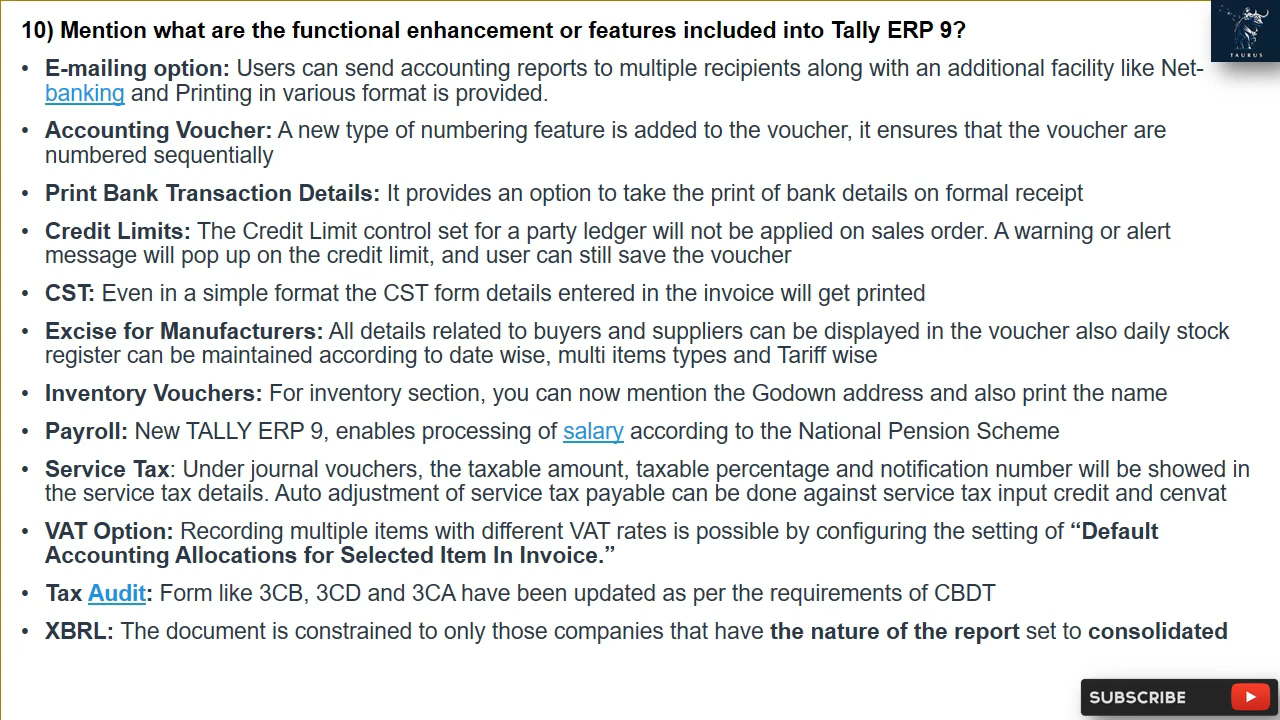 10) Mention what are the functional enhancement or features included into Tally ERP 9?
TAURUS
• E-mailing option: Users can send accounting reports to multiple recipients along with an additional facility like Net-
banking and Printing in various format is provided.
• Accounting Voucher: A new type of numbering feature is added to the voucher, it ensures that the voucher are
numbered sequentially
• Print Bank Transaction Details: It provides an option to take the print of bank details on formal receipt
• Credit Limits: The Credit Limit control set for a party ledger will not be applied on sales order. A warning or alert
message will pop up on the credit limit, and user can still save the voucher
• CST: Even in a simple format the CST form details entered in the invoice will get printed
• Excise for Manufacturers: All details related to buyers and suppliers can be displayed in the voucher also daily stock
register can be maintained according to date wise, multi items types and Tariff wise
• Inventory Vouchers: For inventory section, you can now mention the Godown address and also print the name
• Payroll: New TALLY ERP 9, enables processing of salary according to the National Pension Scheme
• Service Tax: Under journal vouchers, the taxable amount, taxable percentage and notification number will be showed in
the service tax details. Auto adjustment of service tax payable can be done against service tax input credit and cenvat
• VAT Option: Recording multiple items with different VAT rates is possible by configuring the setting of “Default
Accounting Allocations for Selected Item In Invoice.”
• Tax Audit: Form like 3CB, 3CD and 3CA have been updated as per the requirements of CBDT
• XBRL: The document is constrained to only those companies that have the nature of the report set to consolidated
SUBSCRIBE